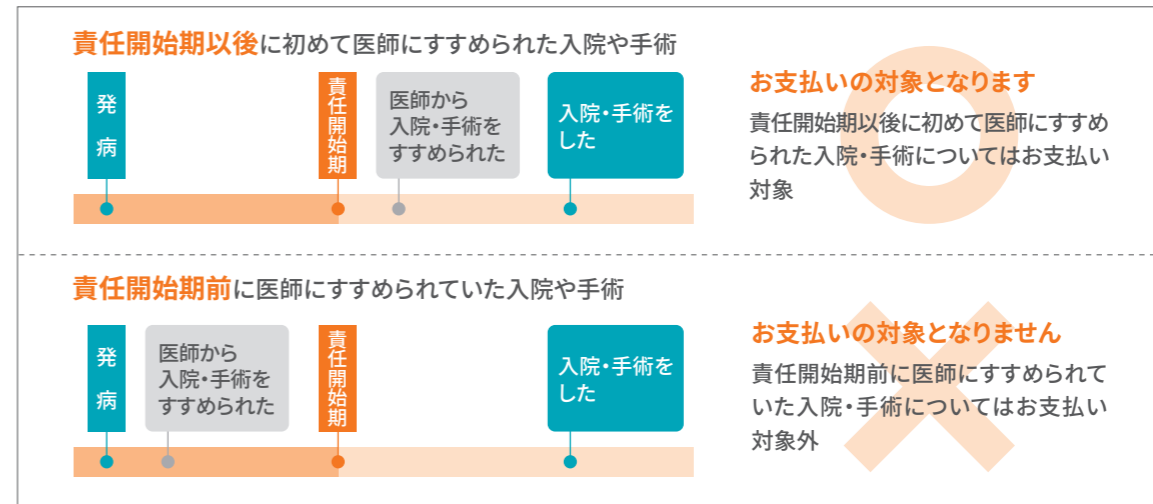 責任開始期以後に初めて医師にすすめられた入院や手術
発病
責任開始期
医師から
入院・手術を
すすめられた
入院・手術を
した
お支払いの対象となります
責任開始期以後に初めて医師にすすめ
られた入院・手術についてはお支払い
対象
責任開始期前に医師にすすめられていた入院や手術
発病
医師から
入院・手術を
すすめられた
責任開始期
入院・手術を
した
お支払いの対象となりません
責任開始期前に医師にすすめられて
いた入院・手術についてはお支払い
対象外